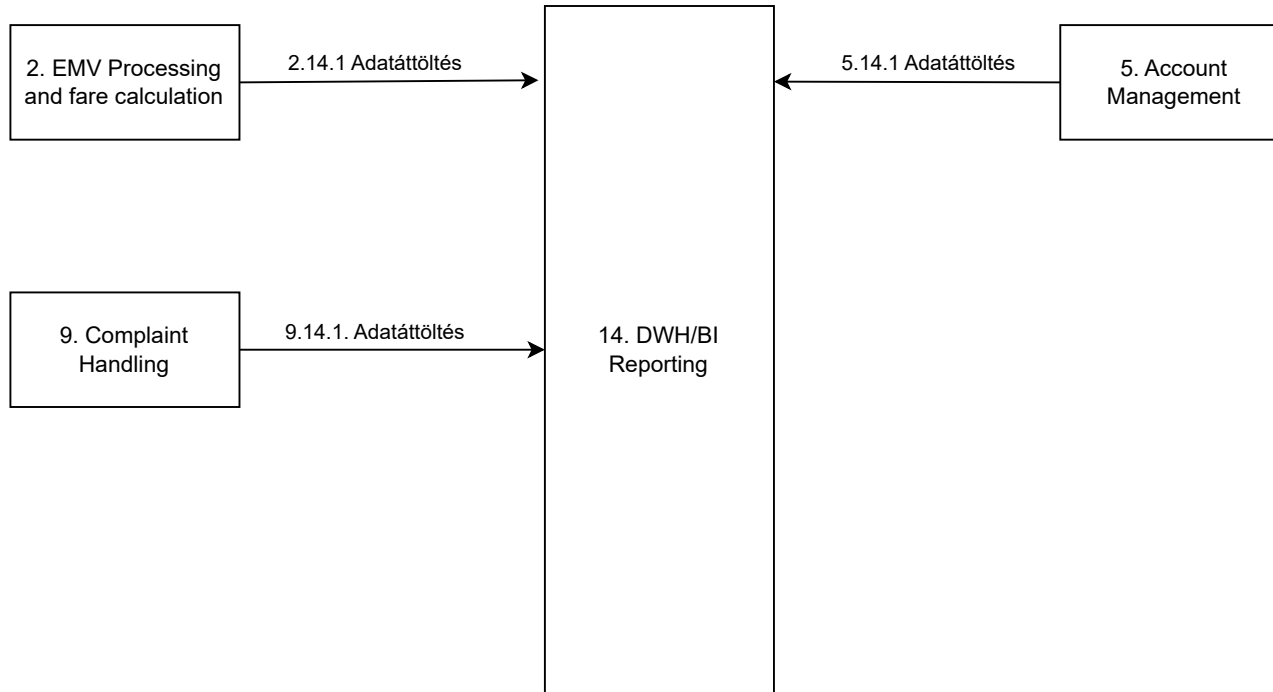 2. EMV Processing
and fare calculation
2.14.1 Adatáttöltés
5.14.1 Adatáttöltés
5. Account
Management
9. Complaint
Handling
9.14.1. Adatáttöltés
14. DWH/BI
Reporting